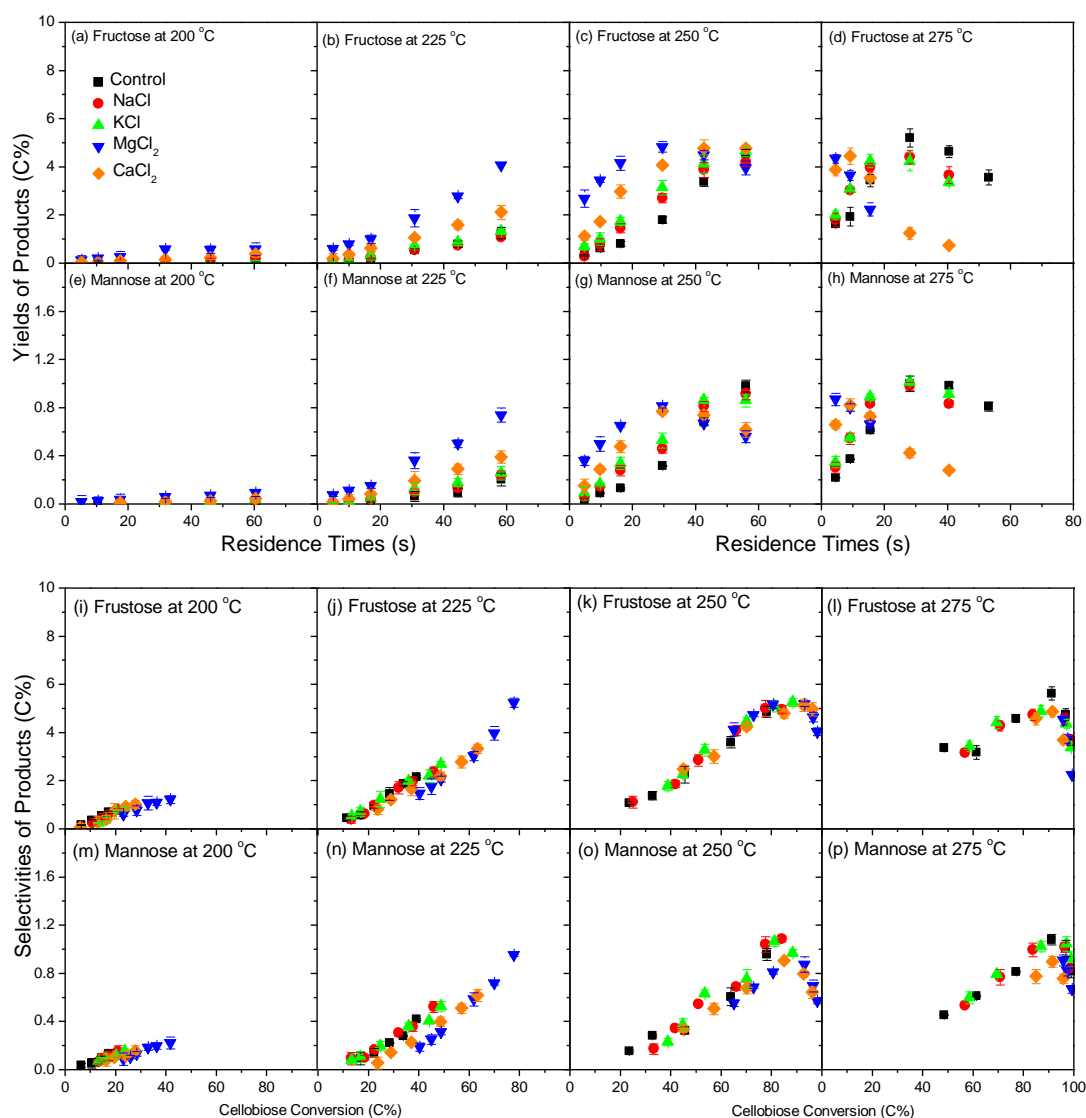 10
8
6
4
2
0
(a) Fructose at 200 °C
(b) Fructose at 225 °C
(c) Fructose at 250 °C
(d) Fructose at 275 °C
Control
NaCl
KCl
MgCl2
CaCl2
Yields of Products (C%)
(e) Mannose at 200 °C
(f) Mannose at 225 °C
(g) Mannose at 250 °C
(h) Mannose at 275 °C
1.6
1.2
0.8
0.4
0.0
0 20 40 60 0 20 40 60 0 20 40 60 0 20 40 60 80
Residence Times (s) Residence Times (s)
10
8
6
4
2
0
(i) Frustose at 200 °C
(j) Frustose at 225 °C
(k) Frustose at 250 °C
(l) Frustose at 275 °C
Selectivities of Products (C%)
(m) Mannose at 200 °C
(n) Mannose at 225 °C
(o) Mannose at 250 °C
(p) Mannose at 275 °C
1.6
1.2
0.8
0.4
0.0
0 20 40 60 80 0 20 40 60 80 0 20 40 60 80 0 20 40 60 80 100
Cellobiose Conversion (C%) Cellobiose Conversion (C%)